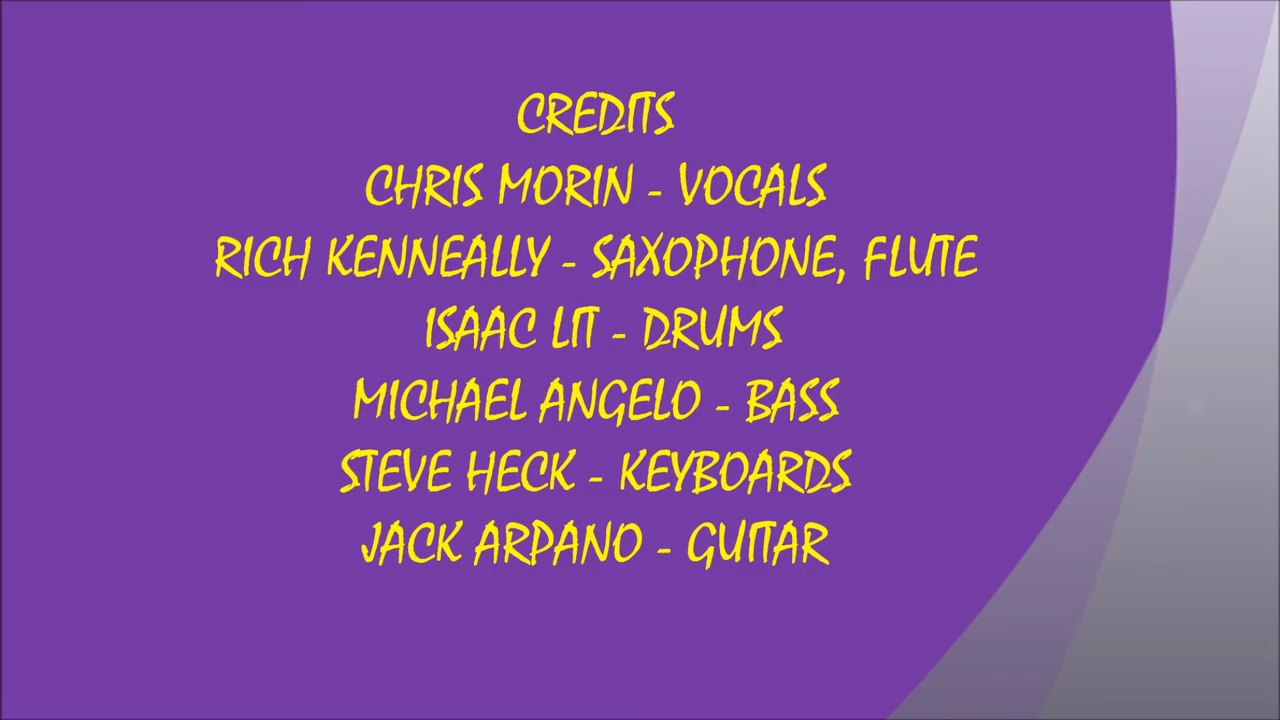 CREDITS
CHRIS MORIN - VOCALS
RICH KENNEALLY - SAXOPHONE, FLUTE
ISAAC LIT - DRUMS
MICHAEL ANGELO - BASS
STEVE HECK - KEYBOARDS
JACK ARPANO - GUITAR